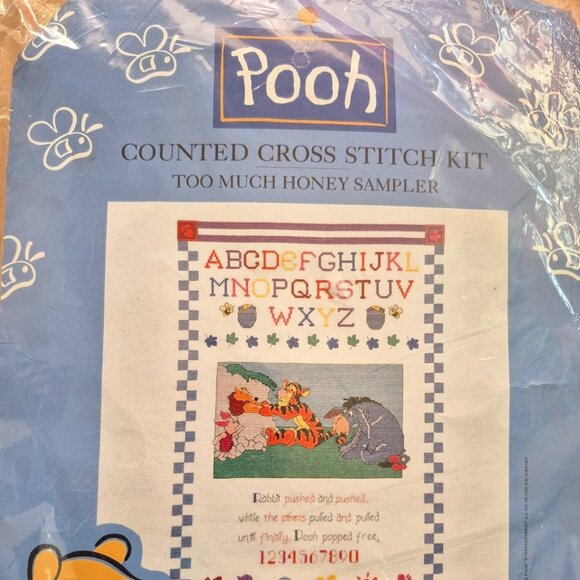 Pooh
COUNTED CROSS STITCH KIT
TOO MUCH HONEY SAMPLER
ABCDEFGHIJKL
MNOPQRSTUV
WXYZ
Rabbit pushed and pushed,
while the others pulled and pulled
until finally, Pooh popped free,
1234567890